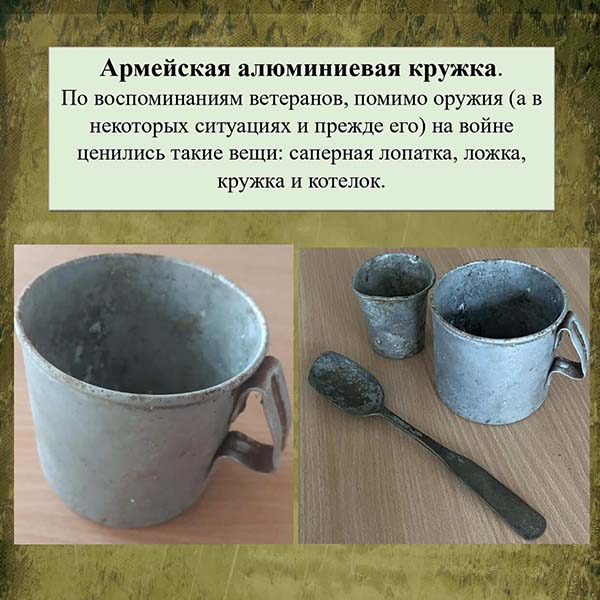 Армейская алюминиевая кружка.
По воспоминаниям ветеранов, помимо оружия (а в
некоторых ситуациях и прежде его) на войне
ценились такие вещи: саперная лопатка, ложка,
кружка и котелок.